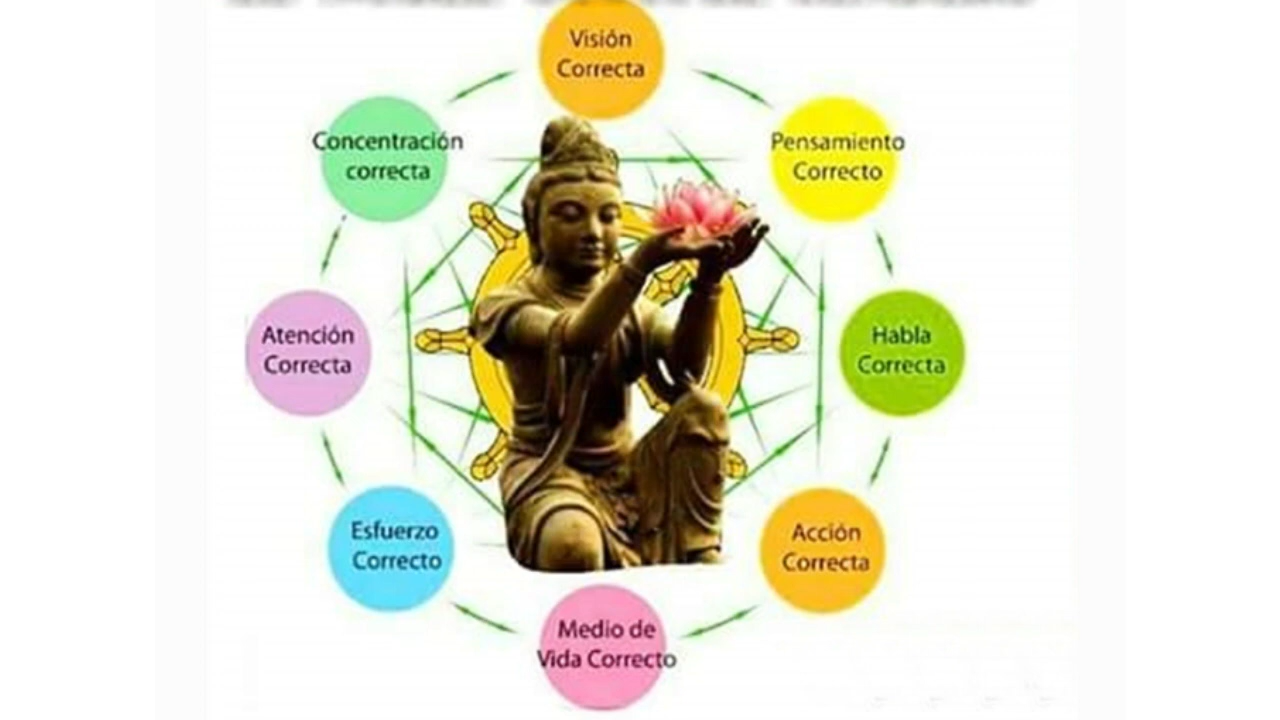 Visión
Correcta
Pensamiento
Correcto
Habla
Correcta
Acción
Correcta
Medio de
Vida Correcto
Esfuerzo
Correcto
Atención
Correcta
Concentración
correcta